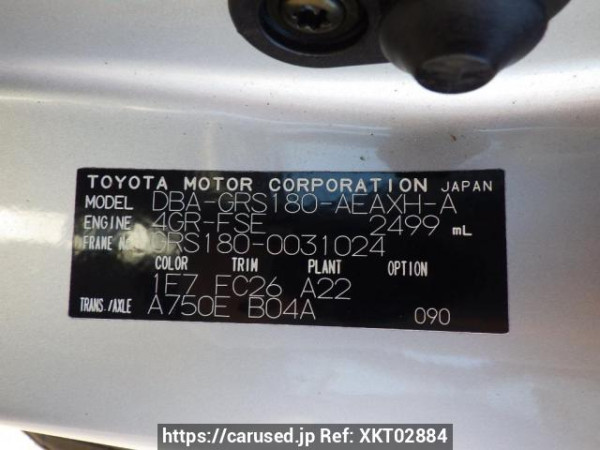 TOYOTA MOTOR CORPORATION JAPAN
MODEL DBA-GRS180-AEAXH-A
ENGINE 4GR-FSE 2499 mL
FRAME No. GRS180-0031024
COLOR TRIM PLANT OPTION
1E7 FC26 A22
TRANS./AXLE A750E B04A 090
https://carused.jp Ref: XKT02884